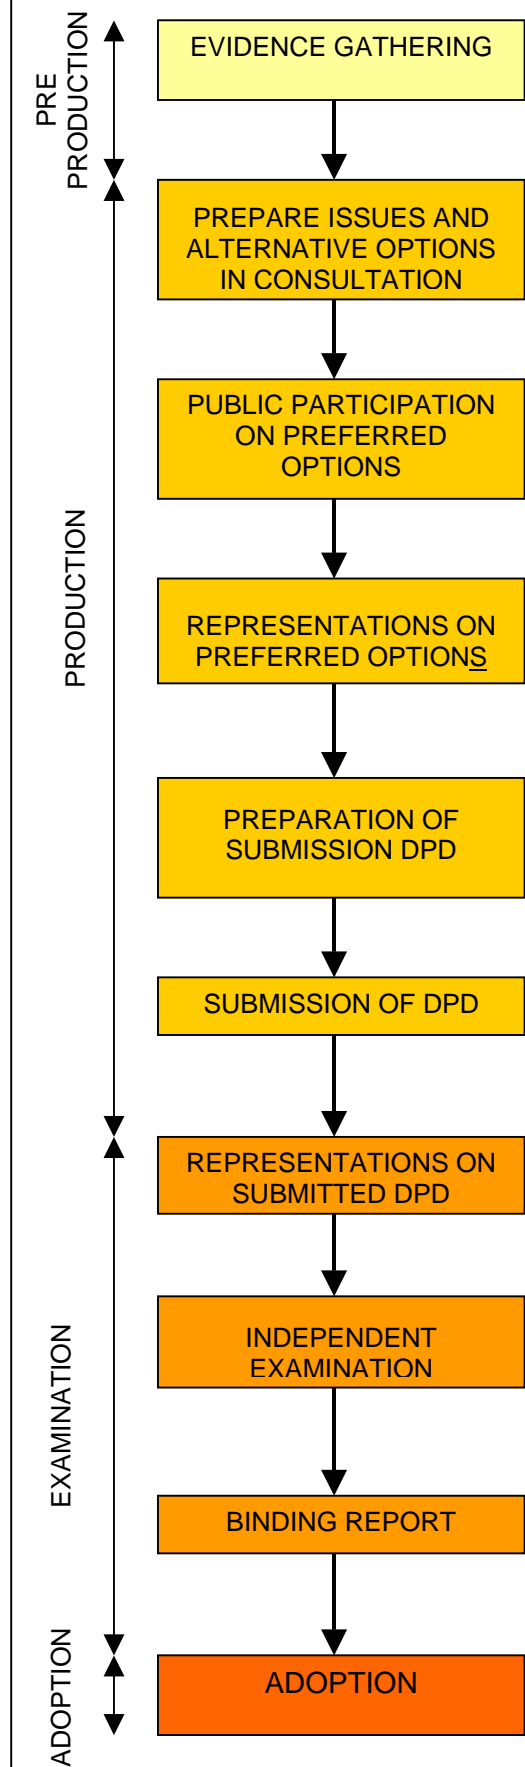 PRE
PRODUCTION
EVIDENCE GATHERING
PRODUCTION
PREPARE ISSUES AND
ALTERNATIVE OPTIONS
IN CONSULTATION
PUBLIC PARTICIPATION
ON PREFERRED
OPTIONS
REPRESENTATIONS ON
PREFERRED OPTIONS
PREPARATION OF
SUBMISSION DPD
SUBMISSION OF DPD
EXAMINATION
REPRESENTATIONS ON
SUBMITTED DPD
INDEPENDENT
EXAMINATION
BINDING REPORT
ADOPTION
ADOPTION